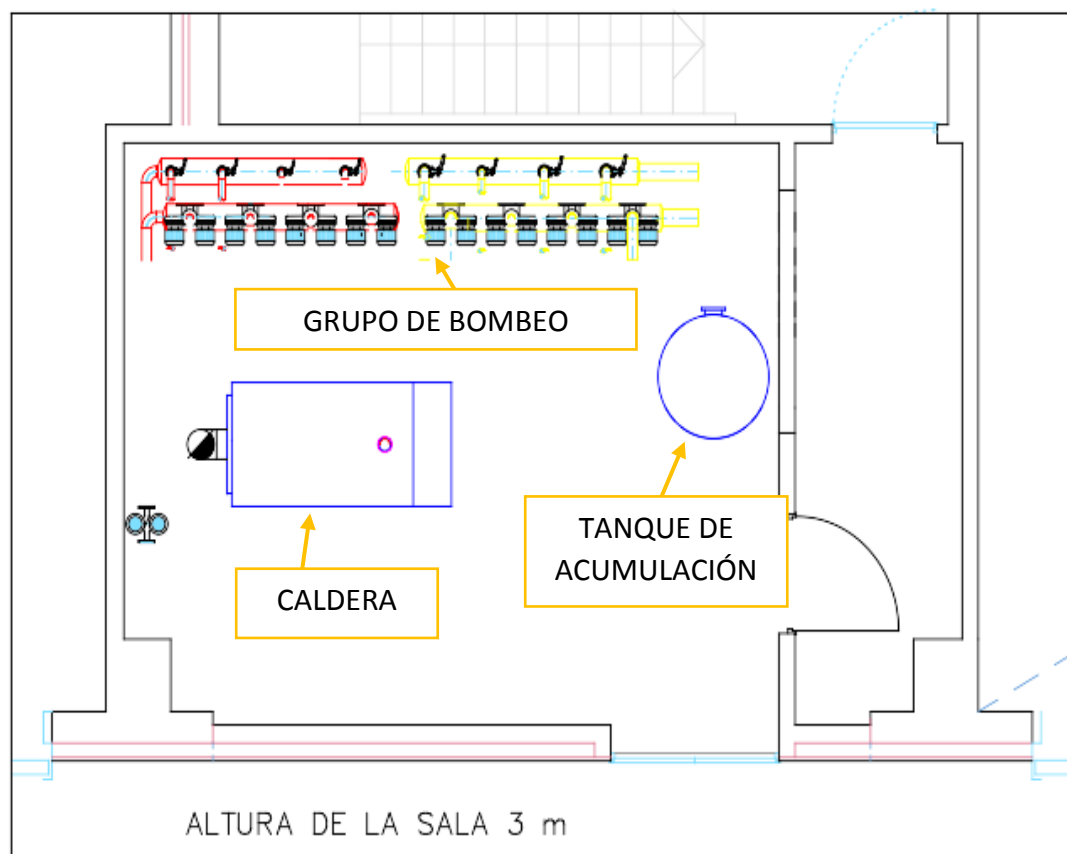 GRUPO DE BOMBEO
TANQUE DE
ACUMULACIÓN
CALDERA
ALTURA DE LA SALA 3 m